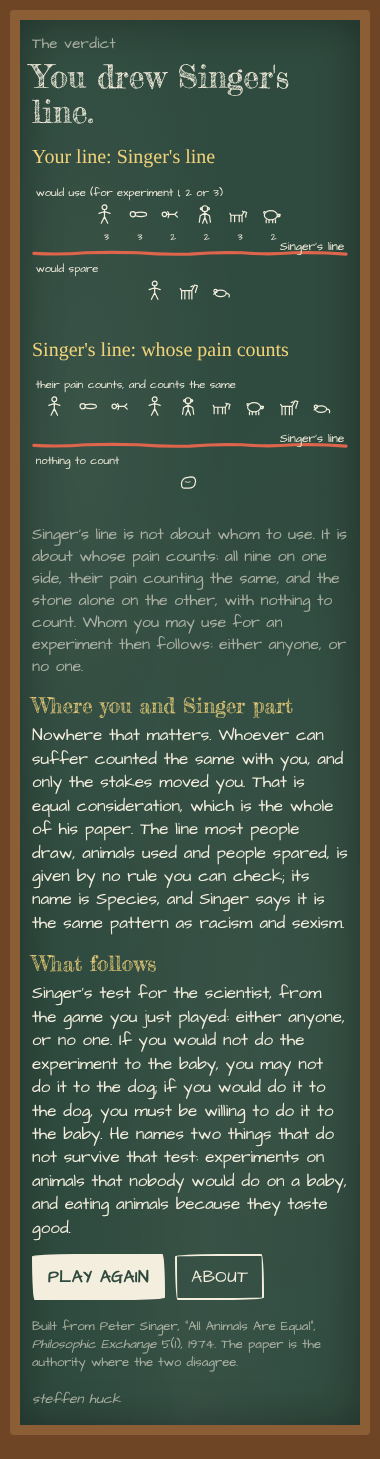 The verdict
You drew Singer's
line.
Your line: Singer's line
would use (for experiment 1, 2 or 3)
3 3 2 2 3 2
Singer's line
would spare
Singer's line: whose pain counts
their pain counts, and counts the same
Singer's line
nothing to count
Singer's line is not about whom to use. It is
about whose pain counts: all nine on one
side, their pain counting the same, and the
stone alone on the other, with nothing to
count. Whom you may use for an
experiment then follows: either anyone, or
no one.
Where you and Singer part
Nowhere that matters. Whoever can
suffer counted the same with you, and
only the stakes moved you. That is
equal consideration, which is the whole
of his paper. The line most people
draw, animals used and people spared, is
given by no rule you can check; its
name is Species, and Singer says it is
the same pattern as racism and sexism.
What follows
Singer's test for the scientist, from
the game you just played: either anyone,
or no one. If you would not do the
experiment to the baby, you may not
do it to the dog; if you would do it to
the dog, you must be willing to do it to
the baby. He names two things that do
not survive that test: experiments on
animals that nobody would do on a baby,
and eating animals because they taste
good.
PLAY AGAIN ABOUT
Built from Peter Singer, "All Animals Are Equal",
Philosophic Exchange 5(1), 1974. The paper is the
authority where the two disagree.
steffen huck